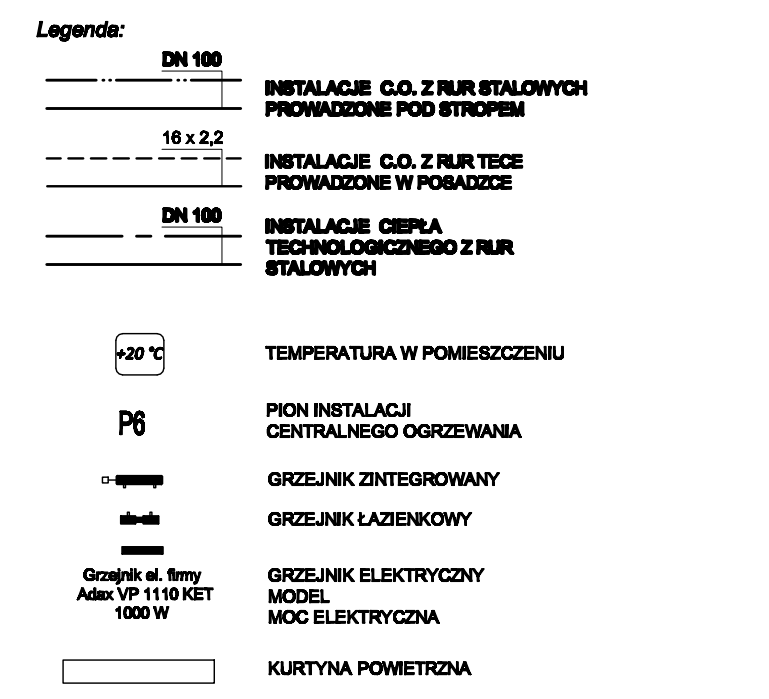 Legenda:
DN 100
INSTALACJE C.O. Z RUR STALOWYCH
PROWADZONE POD STROPEM
16 x 2,2
INSTALACJE C.O. Z RUR TECE
PROWADZONE W POSADZCE
DN 100
INSTALACJE CIEPŁA
TECHNOLOGICZNEGO Z RUR
STALOWYCH
+20 °C
TEMPERATURA W POMIESZCZENIU
P6
PION INSTALACJI
CENTRALNEGO OGRZEWANIA
GRZEJNIK ZINTEGROWANY
GRZEJNIK ŁAZIENKOWY
Grzejnik el. firmy
Adax VP 1110 KET
1000 W
GRZEJNIK ELEKTRYCZNY
MODEL
MOC ELEKTRYCZNA
KURTYNA POWIETRZNA